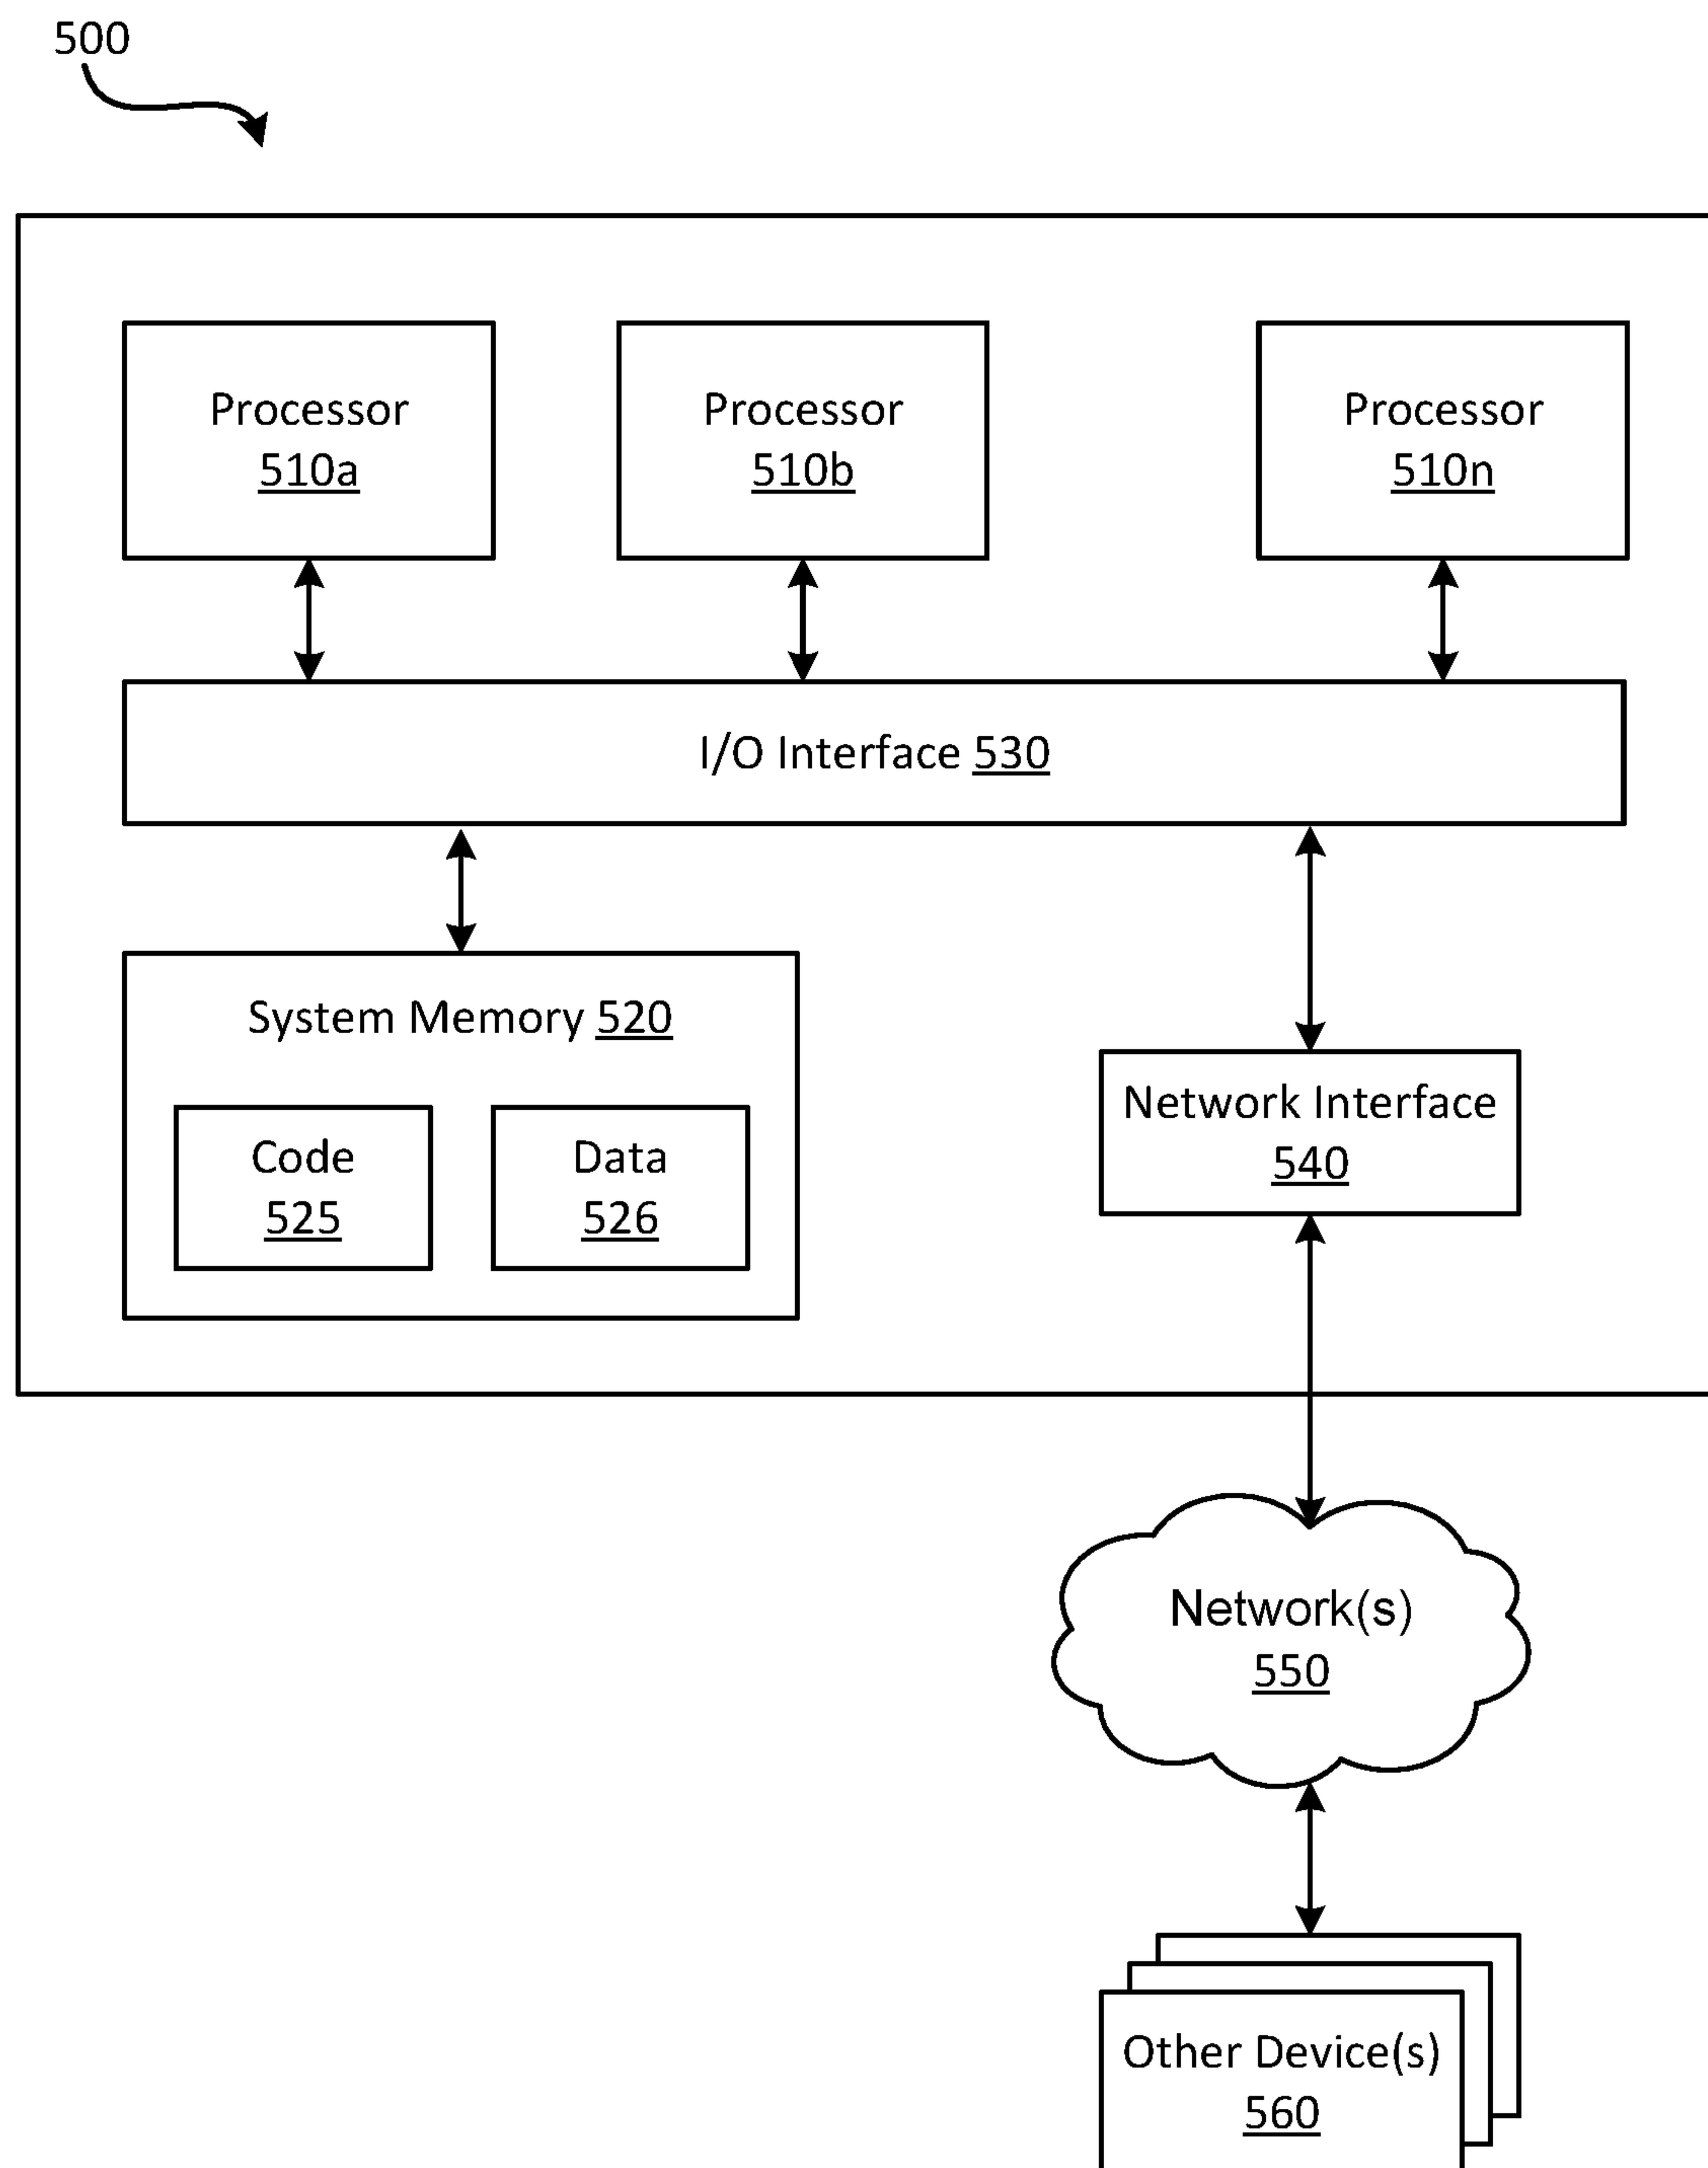 500
Processor
510a
Processor
510b
Processor
510n
I/O Interface 530
System Memory 520
Code
525
Data
526
Network Interface
540
Network(s)
550
Other Device(s)
560